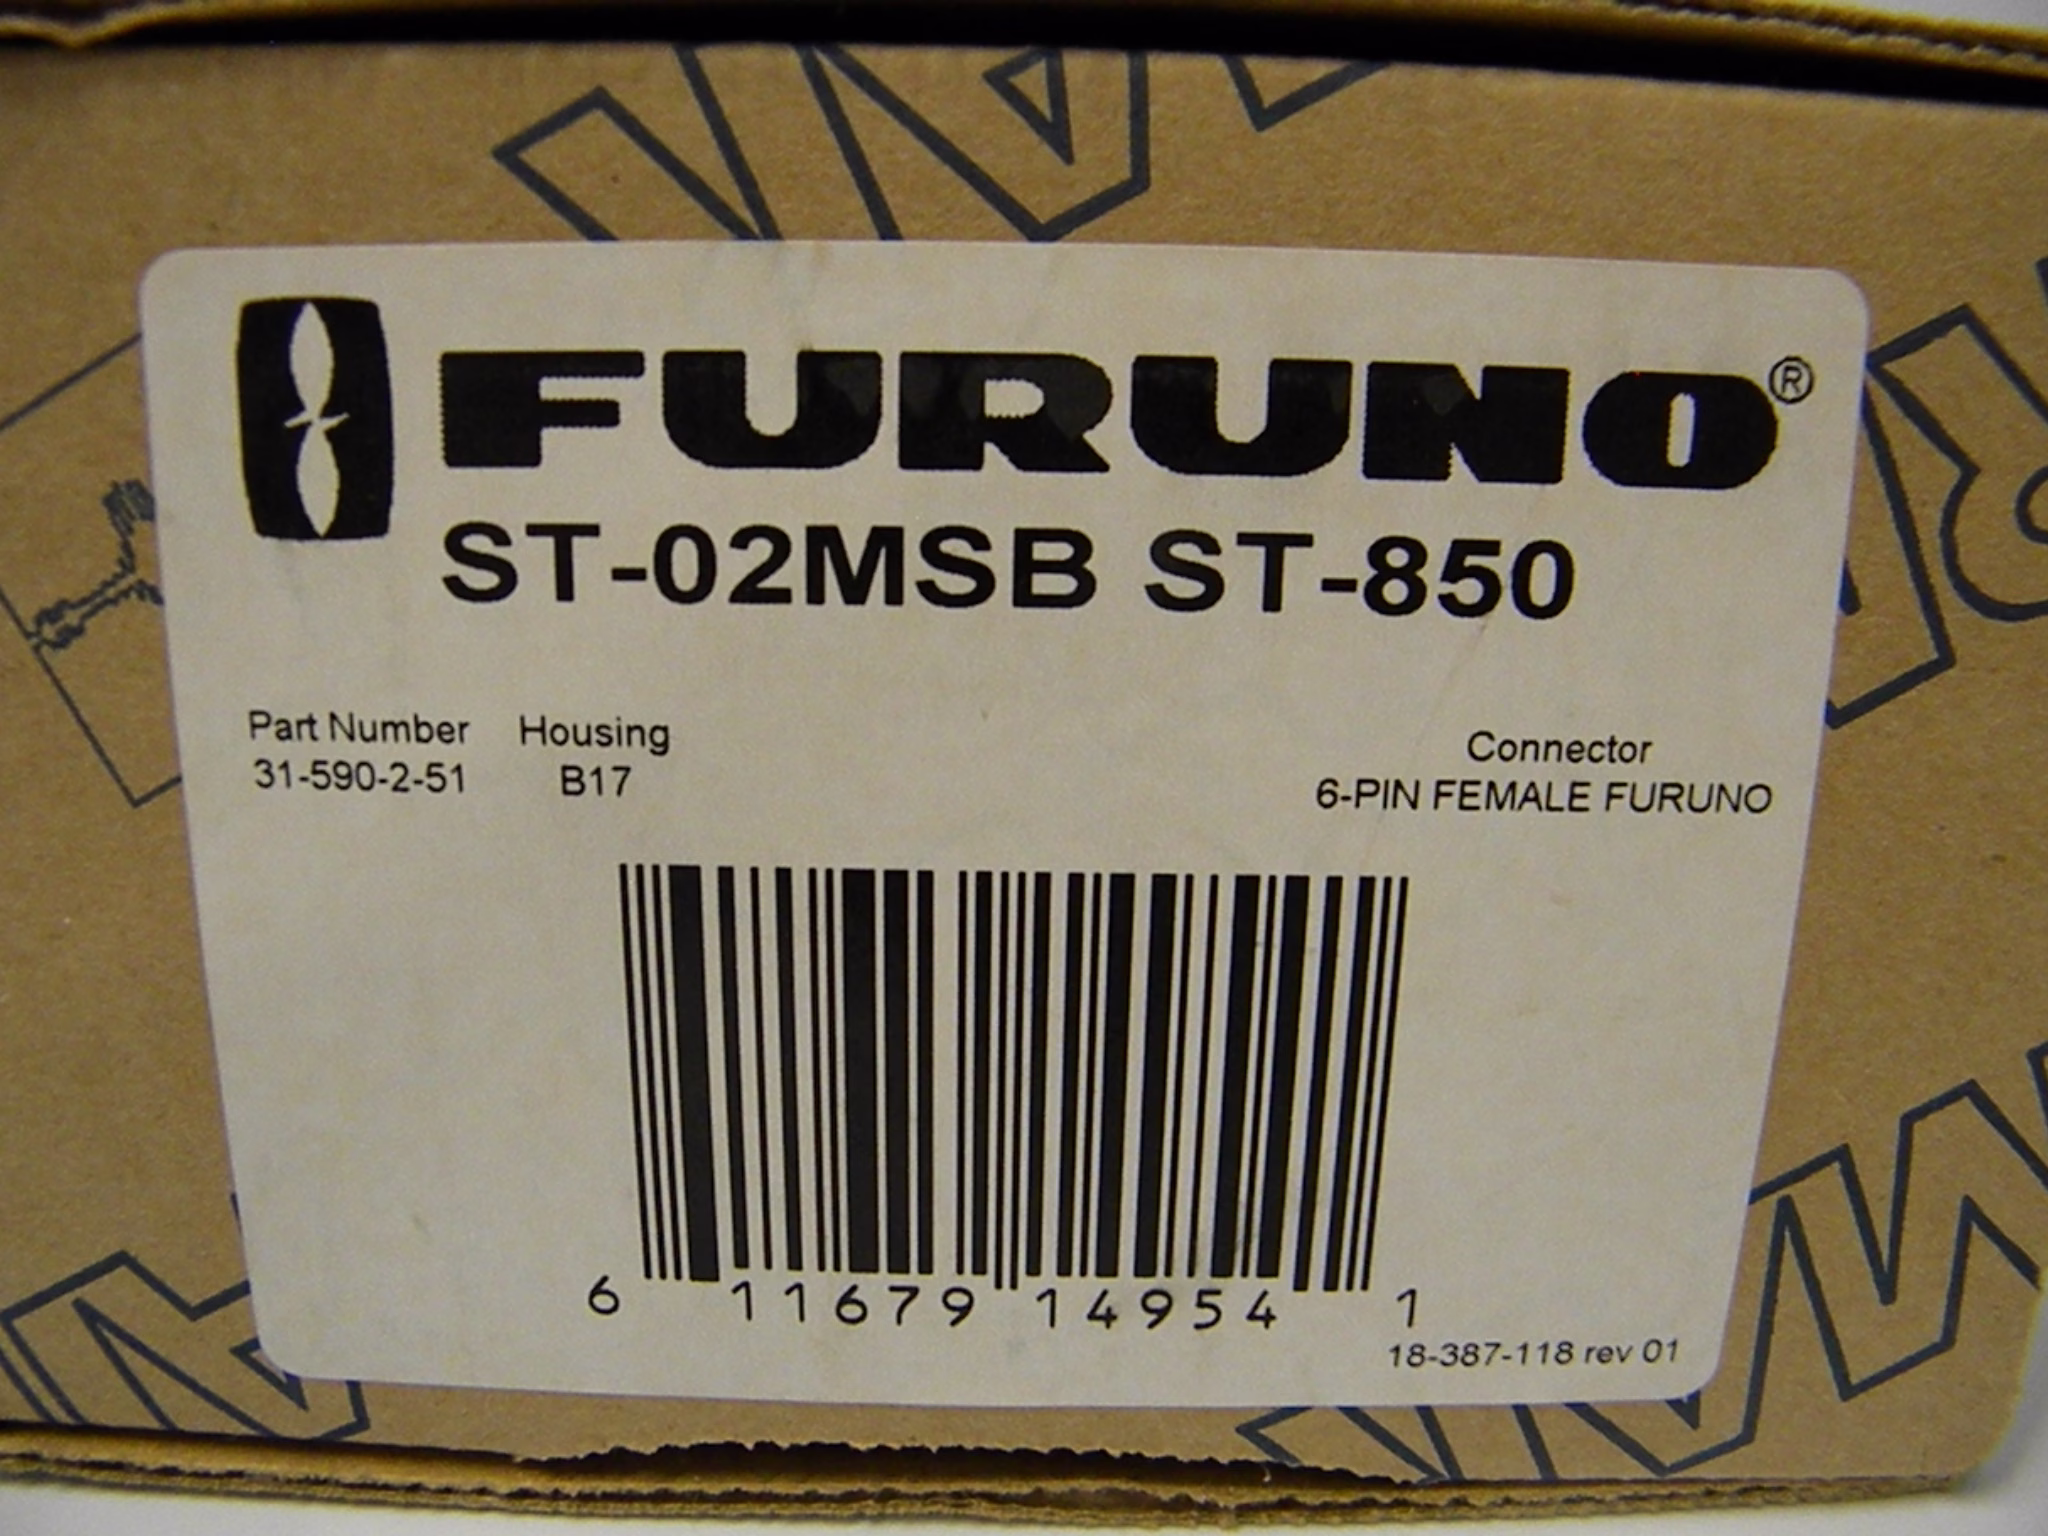 FURUNO®
ST-02MSB ST-850
Part Number Housing Connector
31-590-2-51 B17 6-PIN FEMALE FURUNO
6 11679 14954 1
18-387-118 rev 01